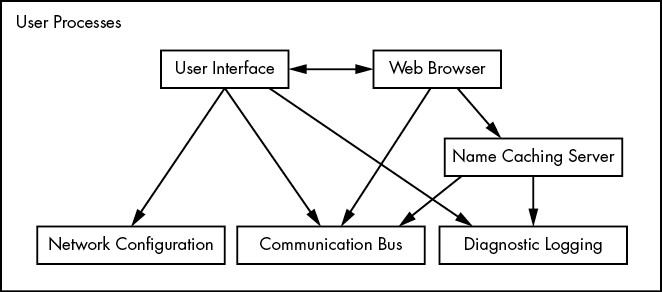 User Processes
User Interface
Web Browser
Name Caching Server
Network Configuration
Communication Bus
Diagnostic Logging